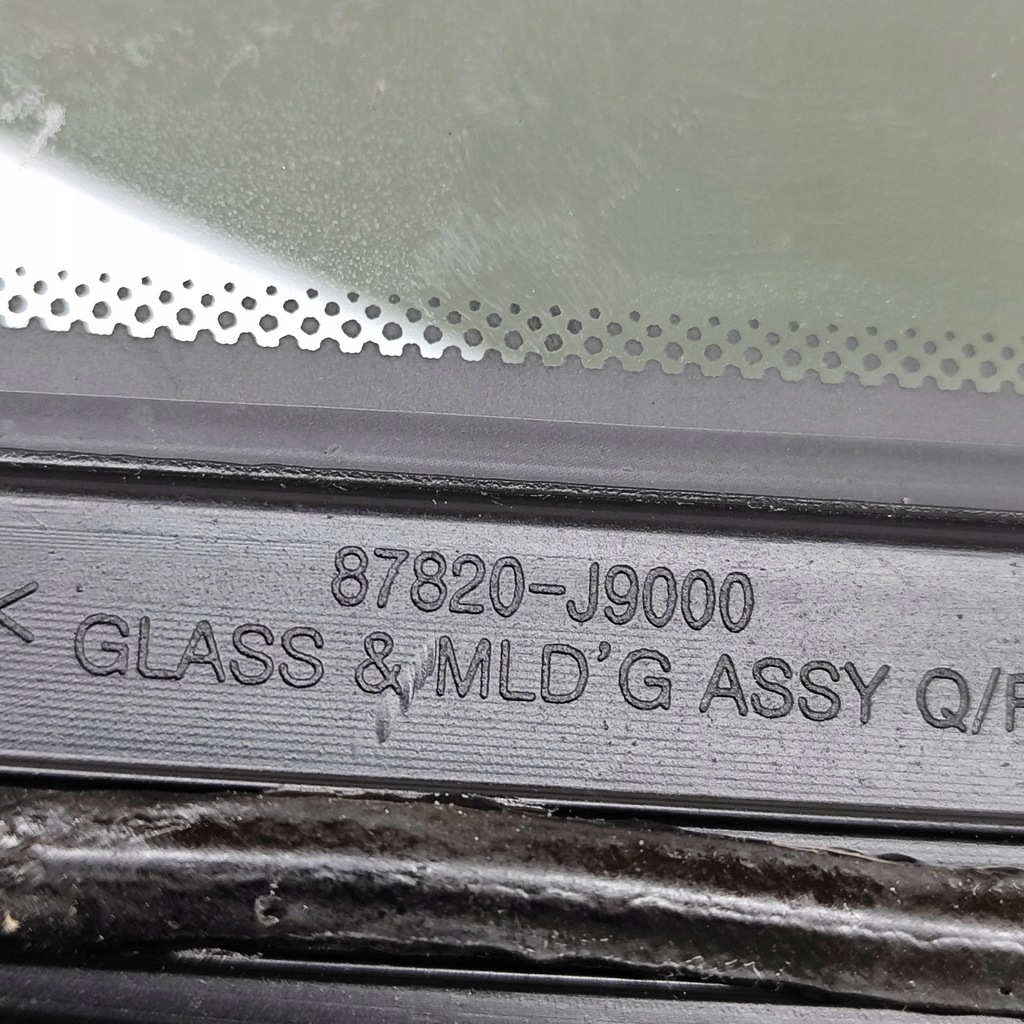 87820-J9000
GLASS & MLD'G ASSY Q/